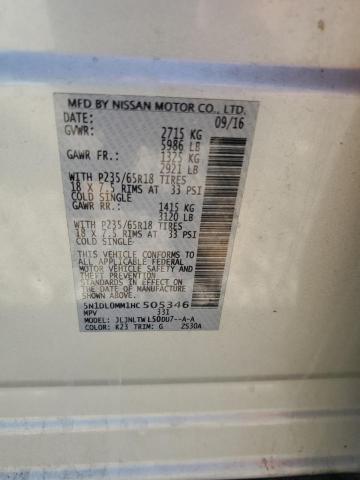 MFD BY NISSAN MOTOR CO., LTD.
DATE: 09/16
GVWR: 2715 KG
5986 LB
GAWR FR: 1325 KG
2921 LB
WITH P235/65R18 TIRES
18 X 7.5 RIMS AT 33 PSI
COLD SINGLE
GAWR RR: 1415 KG
3120 LB
WITH P235/65R18 TIRES
18 X 7.5 RIMS AT 33 PSI
COLD SINGLE
THIS VEHICLE CONFORMS TO
ALL APPLICABLE FEDERAL
MOTOR VEHICLE SAFETY AND
THEFT PREVENTION
STANDARDS IN EFFECT ON
THE DATE OF MANUFACTURE
SHOWN ABOVE.
5N1DL0MM1HC505346
MPV 331
MODEL: JLJNLTWL50DU7--A-A
COLOR: K23 TRIM: G ZS30A